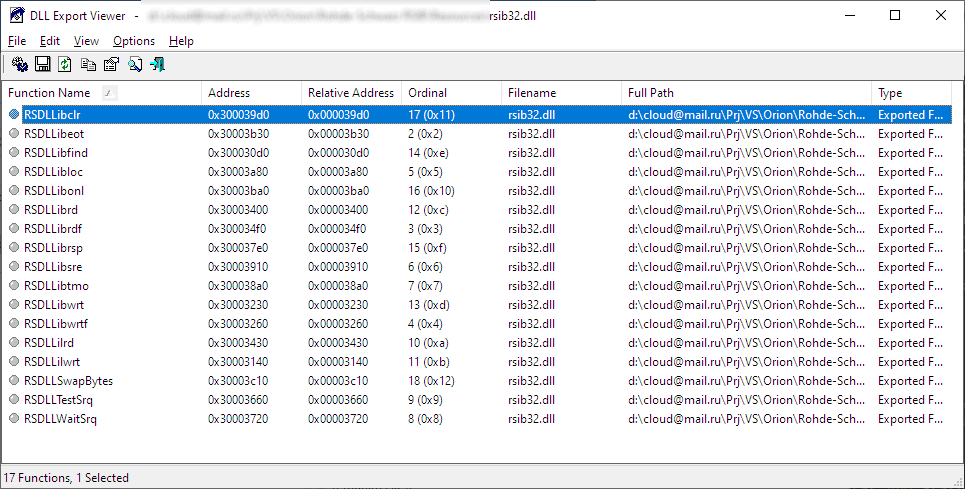 DLL Export Viewer - rsib32.dll
File Edit View Options Help
Function Name Address Relative Address Ordinal Filename Full Path Type
RSDLLibclr 0x300039d0 0x000039d0 17 (0x11) rsib32.dll d:\cloud@mail.ru\Prj\VS\Orion\Rohde-Sch... Exported F...
RSDLLibeot 0x30003b30 0x00003b30 2 (0x2) rsib32.dll d:\cloud@mail.ru\Prj\VS\Orion\Rohde-Sch... Exported F...
RSDLLibfind 0x300030d0 0x000030d0 14 (0xe) rsib32.dll d:\cloud@mail.ru\Prj\VS\Orion\Rohde-Sch... Exported F...
RSDLLibloc 0x30003a80 0x00003a80 5 (0x5) rsib32.dll d:\cloud@mail.ru\Prj\VS\Orion\Rohde-Sch... Exported F...
RSDLLibonl 0x30003ba0 0x00003ba0 16 (0x10) rsib32.dll d:\cloud@mail.ru\Prj\VS\Orion\Rohde-Sch... Exported F...
RSDLLibrd 0x30003400 0x00003400 12 (0xc) rsib32.dll d:\cloud@mail.ru\Prj\VS\Orion\Rohde-Sch... Exported F...
RSDLLibrdf 0x300034f0 0x000034f0 3 (0x3) rsib32.dll d:\cloud@mail.ru\Prj\VS\Orion\Rohde-Sch... Exported F...
RSDLLibrsp 0x300037e0 0x000037e0 15 (0xf) rsib32.dll d:\cloud@mail.ru\Prj\VS\Orion\Rohde-Sch... Exported F...
RSDLLibsre 0x30003910 0x00003910 6 (0x6) rsib32.dll d:\cloud@mail.ru\Prj\VS\Orion\Rohde-Sch... Exported F...
RSDLLibtmo 0x300038a0 0x000038a0 7 (0x7) rsib32.dll d:\cloud@mail.ru\Prj\VS\Orion\Rohde-Sch... Exported F...
RSDLLibwrt 0x30003230 0x00003230 13 (0xd) rsib32.dll d:\cloud@mail.ru\Prj\VS\Orion\Rohde-Sch... Exported F...
RSDLLibwrtf 0x30003260 0x00003260 4 (0x4) rsib32.dll d:\cloud@mail.ru\Prj\VS\Orion\Rohde-Sch... Exported F...
RSDLLilrd 0x30003430 0x00003430 10 (0xa) rsib32.dll d:\cloud@mail.ru\Prj\VS\Orion\Rohde-Sch... Exported F...
RSDLLilwrt 0x30003140 0x00003140 11 (0xb) rsib32.dll d:\cloud@mail.ru\Prj\VS\Orion\Rohde-Sch... Exported F...
RSDLLSwapBytes 0x30003c10 0x00003c10 18 (0x12) rsib32.dll d:\cloud@mail.ru\Prj\VS\Orion\Rohde-Sch... Exported F...
RSDLLTestSrq 0x30003660 0x00003660 9 (0x9) rsib32.dll d:\cloud@mail.ru\Prj\VS\Orion\Rohde-Sch... Exported F...
RSDLLWaitSrq 0x30003720 0x00003720 8 (0x8) rsib32.dll d:\cloud@mail.ru\Prj\VS\Orion\Rohde-Sch... Exported F...
17 Functions, 1 Selected